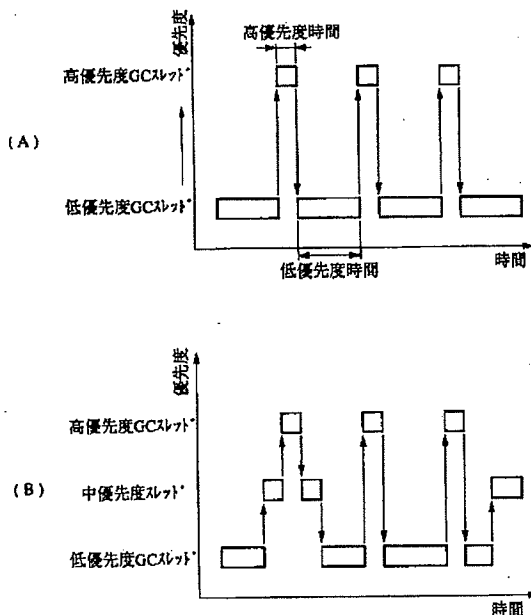 優先度
高優先度時間
高優先度GCスレッド
(A)
低優先度GCスレッド
低優先度時間
時間
優先度
高優先度GCスレッド
(B)
中優先度スレッド
低優先度GCスレッド
時間